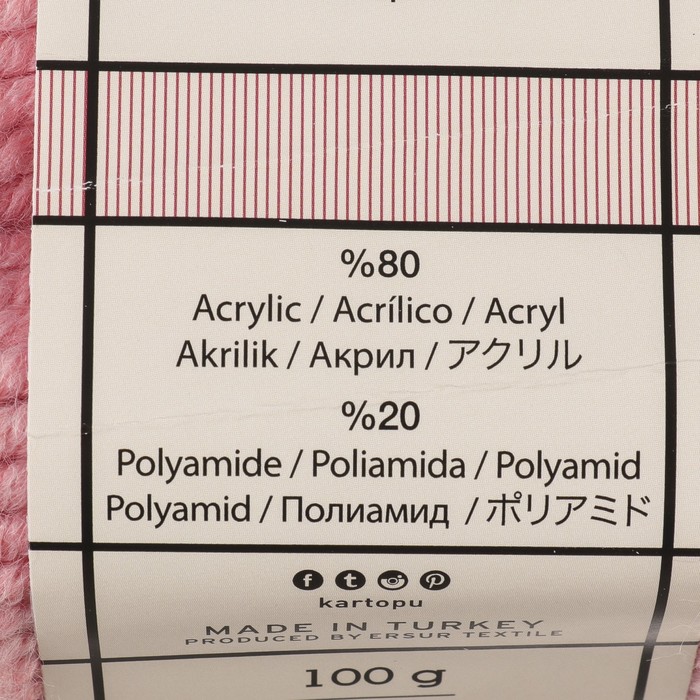 %80
Acrylic / Acrílico / Acryl
Akrilik / Акрил / アクリル
%20
Polyamide / Poliamida / Polyamid
Polyamid / Полиамид / ポリアミド
kartopu
MADE IN TURKEY
PRODUCED BY ERSUR TEXTILE
100 g